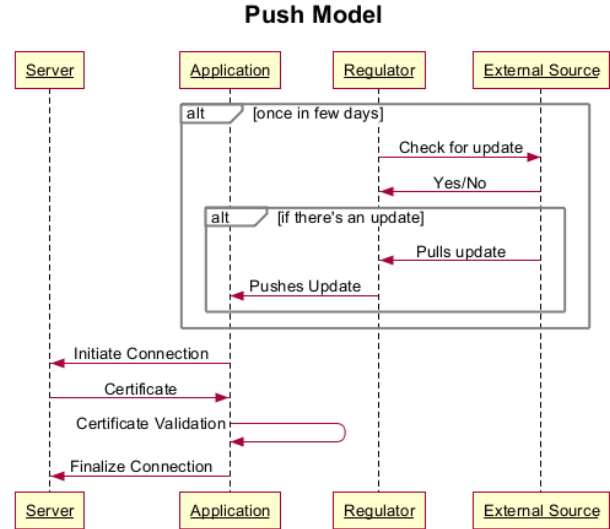 Push Model
Server Application Regulator External Source
alt [once in few days]
Check for update
Yes/No
alt [if there's an update]
Pulls update
Pushes Update
Initiate Connection
Certificate
Certificate Validation
Finalize Connection
Server Application Regulator External Source